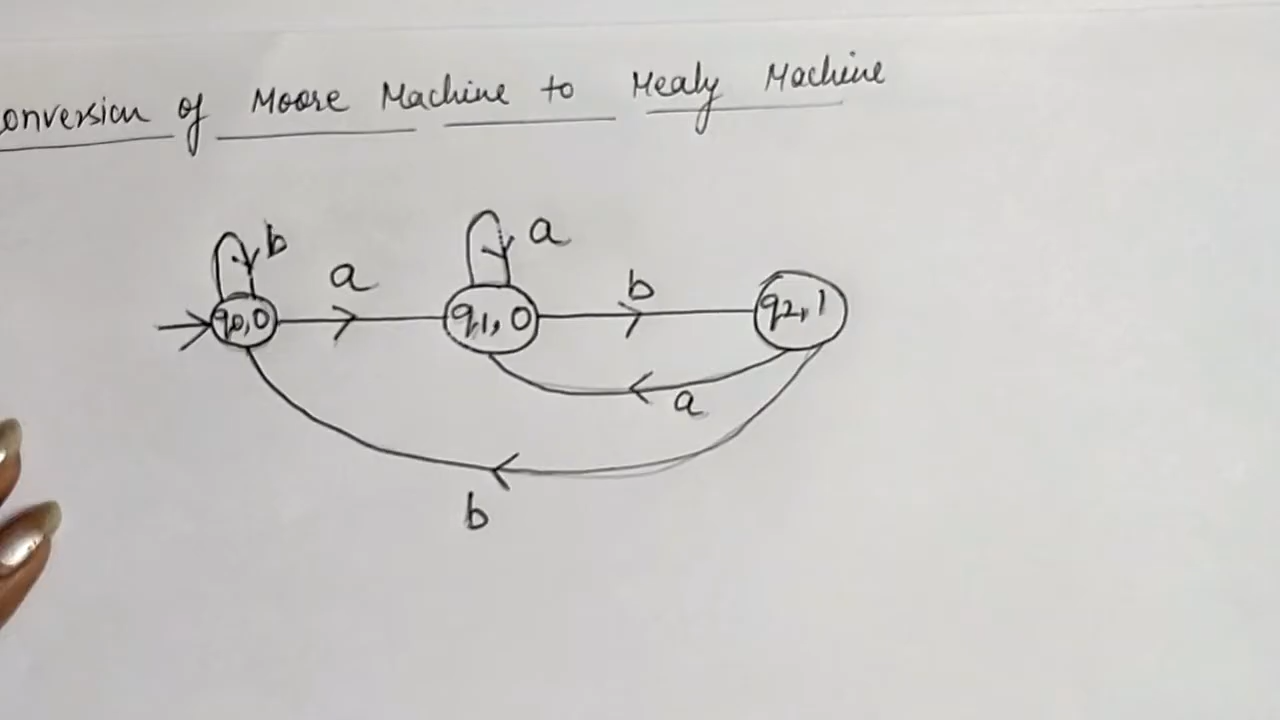 onversion of Moore Machine to Mealy Machine
b
a
a
b
q0,0
q1,0
q2,1
a
b